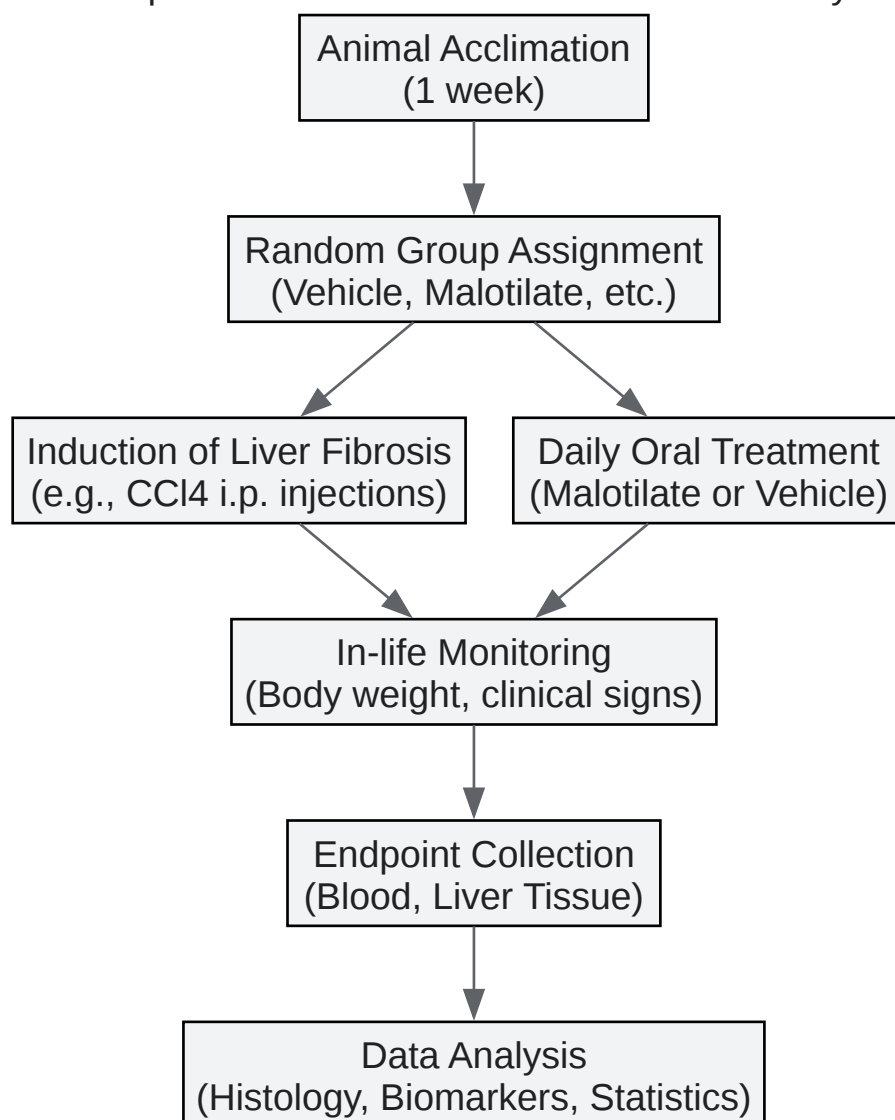 Animal Acclimation
(1 week)
Random Group Assignment
(Vehicle, Malotilate, etc.)
Induction of Liver Fibrosis
(e.g., CCl4 i.p. injections)
Daily Oral Treatment
(Malotilate or Vehicle)
In-life Monitoring
(Body weight, clinical signs)
Endpoint Collection
(Blood, Liver Tissue)
Data Analysis
(Histology, Biomarkers, Statistics)